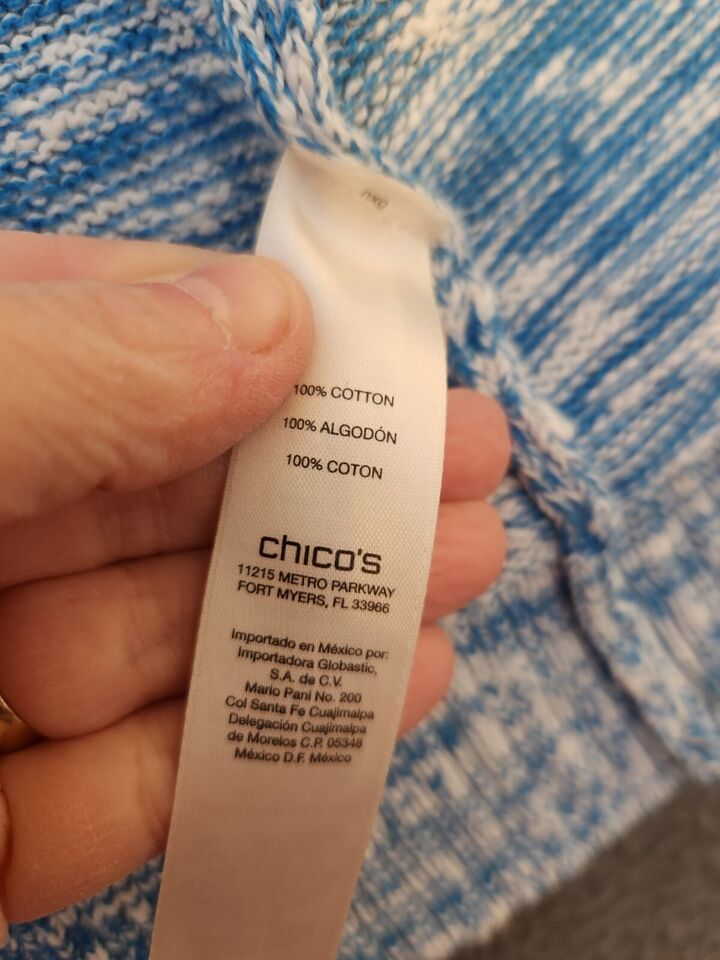 100% COTTON
100% ALGODÓN
100% COTON
chico's
11215 METRO PARKWAY
FORT MYERS, FL 33966
Importado en México por:
Importadora Globastic,
S.A. de C.V.
Mario Pani No. 200
Col Santa Fe Cuajimalpa
Delegación Cuajimalpa
de Morelos C.P. 05348
México D.F. México